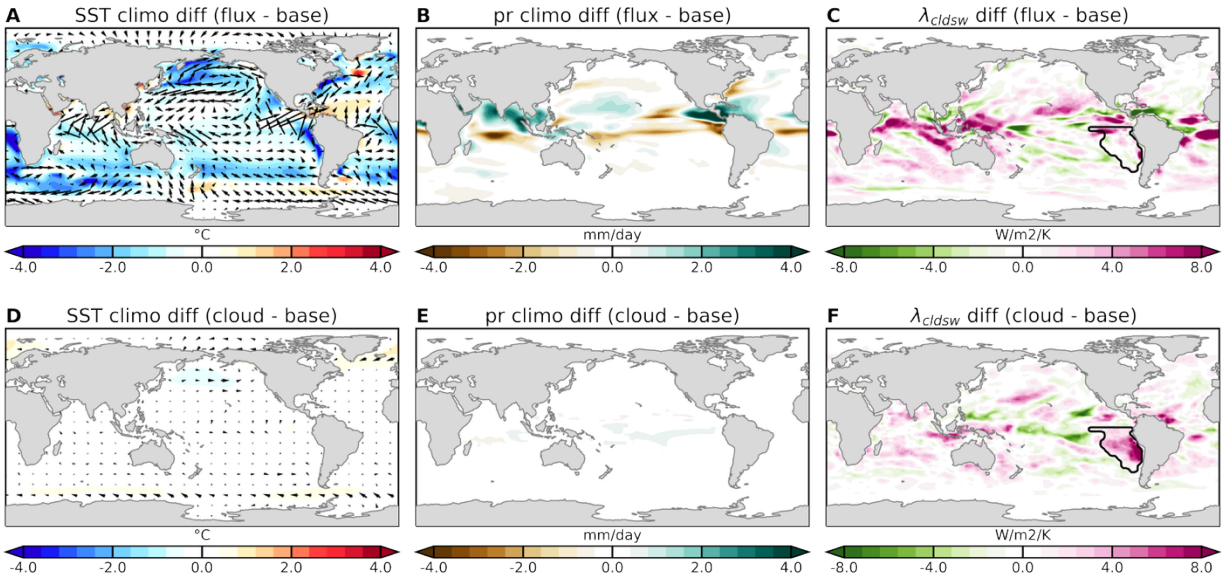 A SST climo diff (flux - base)
B pr climo diff (flux - base)
C λcldsw diff (flux - base)
°C
-4.0 -2.0 0.0 2.0 4.0
mm/day
-4.0 -2.0 0.0 2.0 4.0
W/m2/K
-8.0 -4.0 0.0 4.0 8.0
D SST climo diff (cloud - base)
E pr climo diff (cloud - base)
F λcldsw diff (cloud - base)
°C
-4.0 -2.0 0.0 2.0 4.0
mm/day
-4.0 -2.0 0.0 2.0 4.0
W/m2/K
-8.0 -4.0 0.0 4.0 8.0